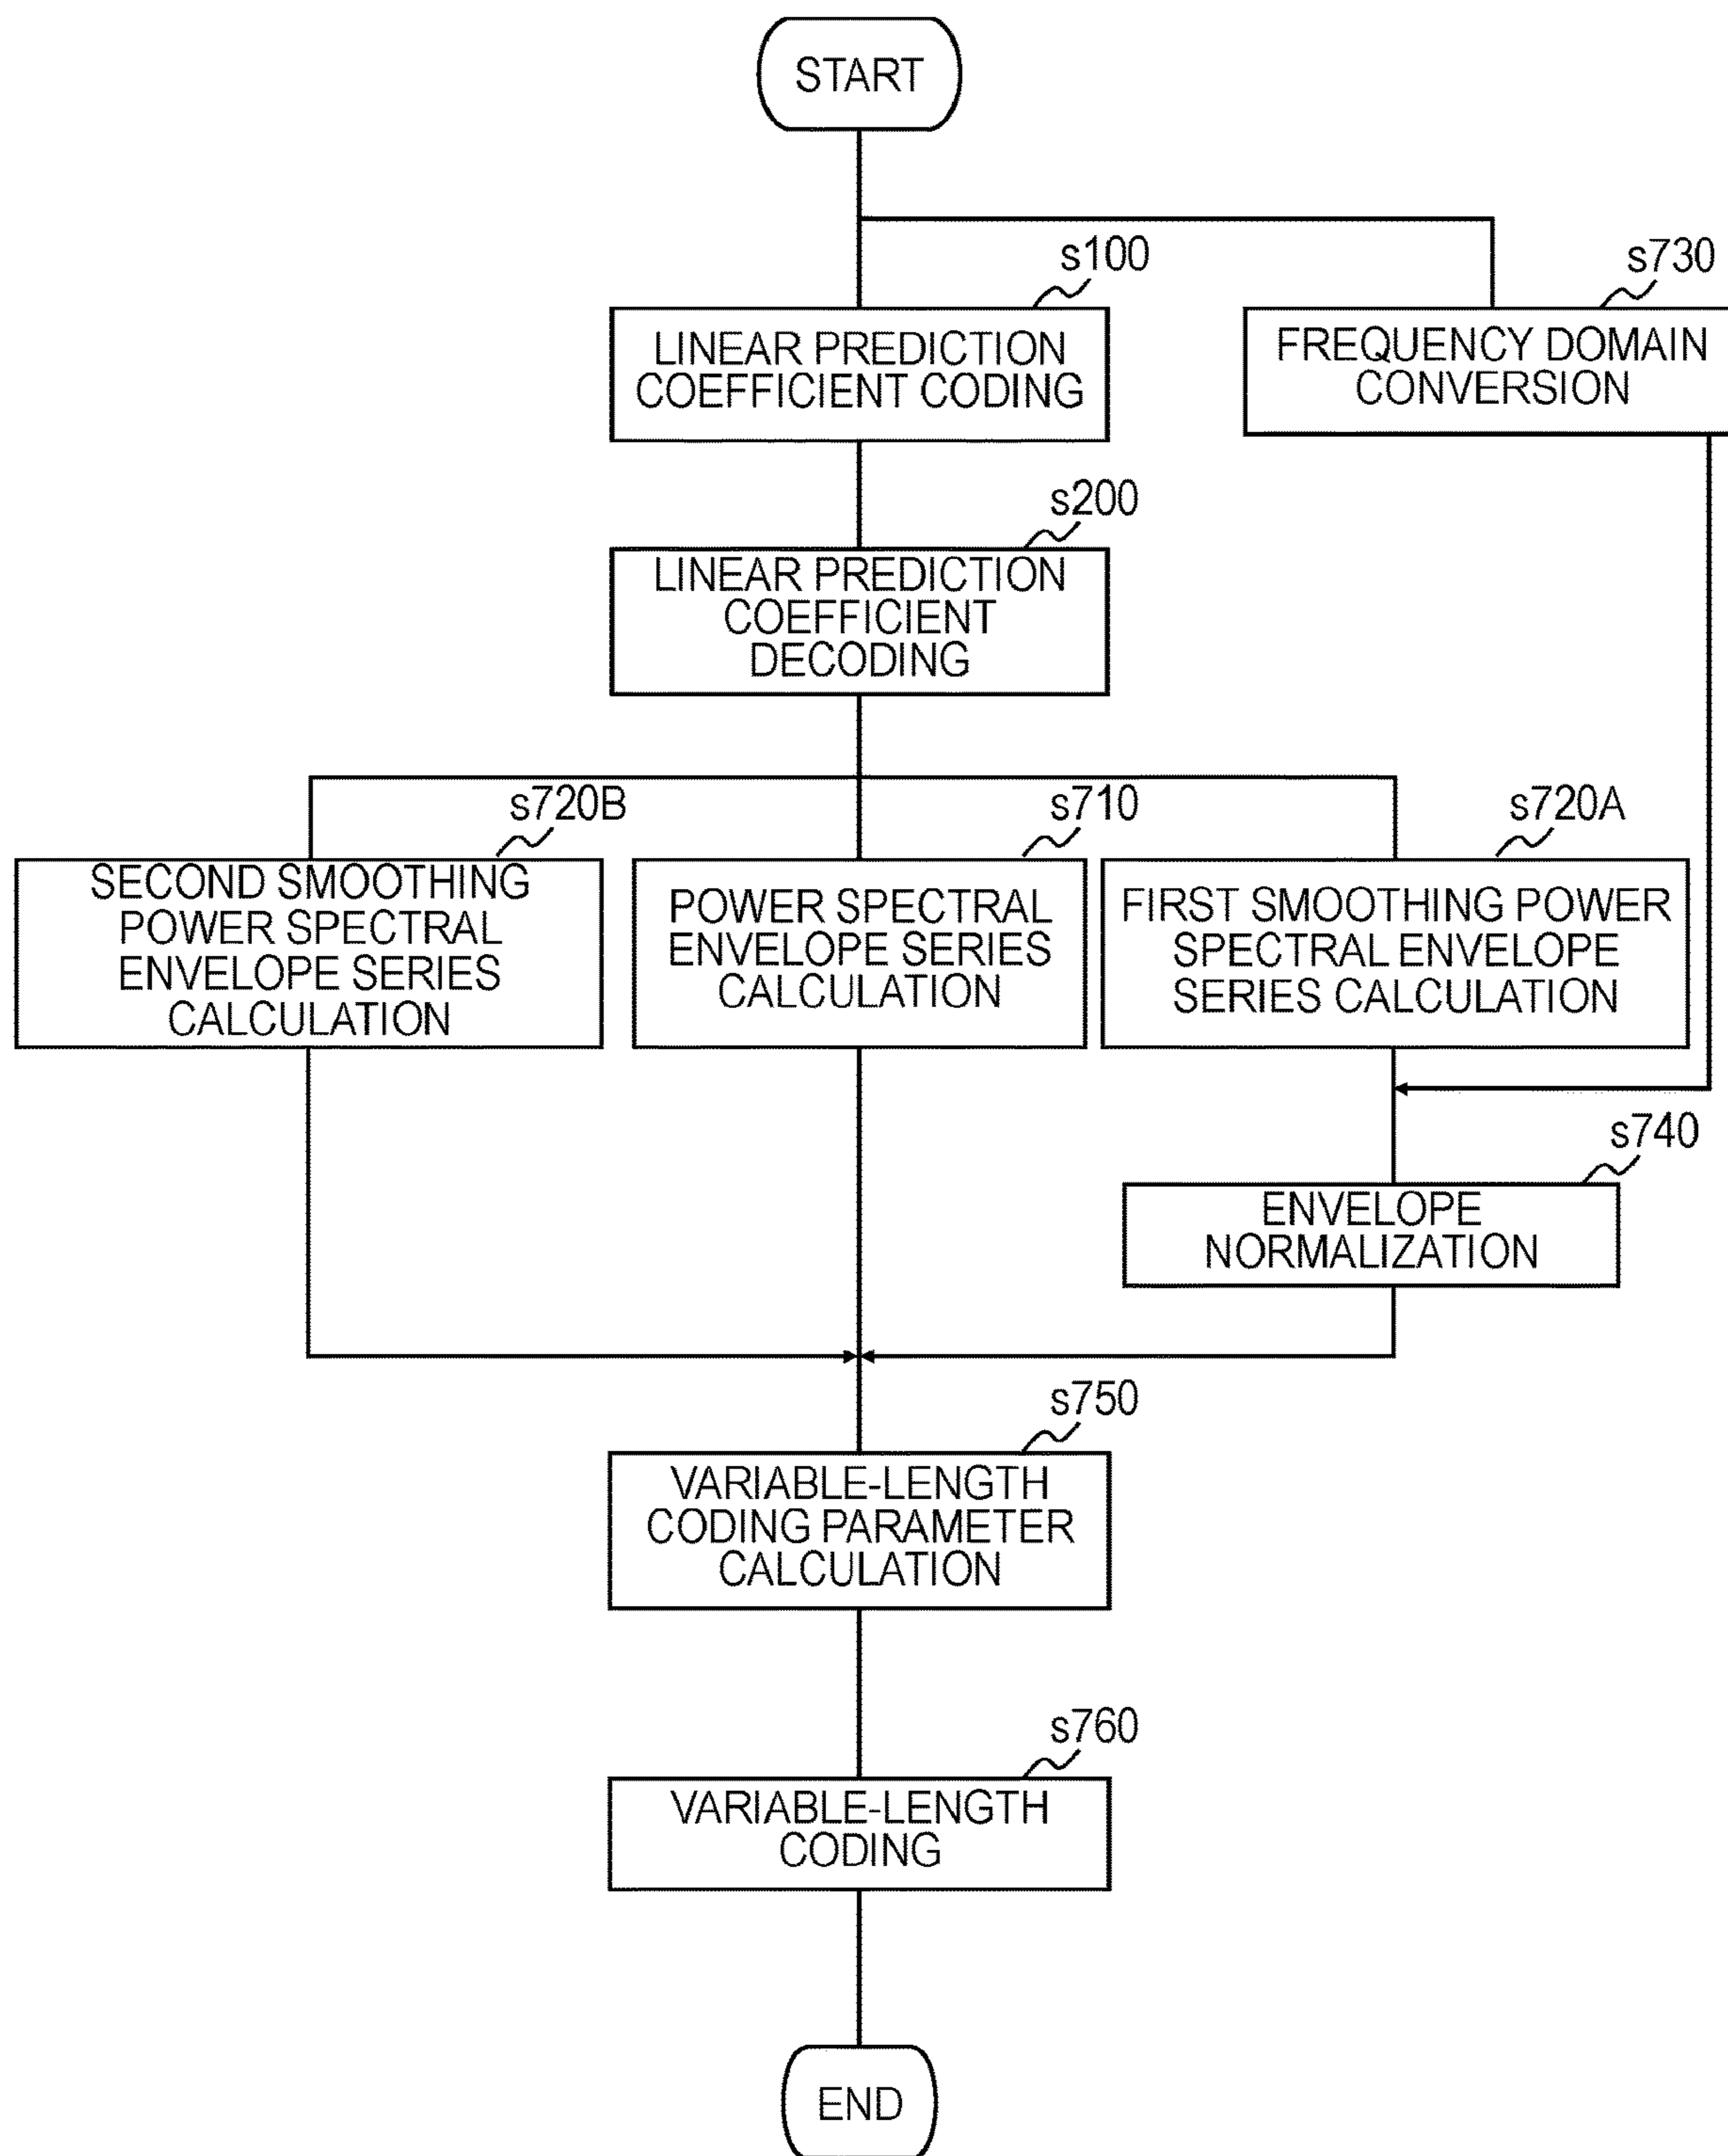 START
s100
LINEAR PREDICTION
COEFFICIENT CODING
s730
FREQUENCY DOMAIN
CONVERSION
s200
LINEAR PREDICTION
COEFFICIENT
DECODING
s720B
SECOND SMOOTHING
POWER SPECTRAL
ENVELOPE SERIES
CALCULATION
s710
POWER SPECTRAL
ENVELOPE SERIES
CALCULATION
s720A
FIRST SMOOTHING POWER
SPECTRAL ENVELOPE
SERIES CALCULATION
s740
ENVELOPE
NORMALIZATION
s750
VARIABLE-LENGTH
CODING PARAMETER
CALCULATION
s760
VARIABLE-LENGTH
CODING
END